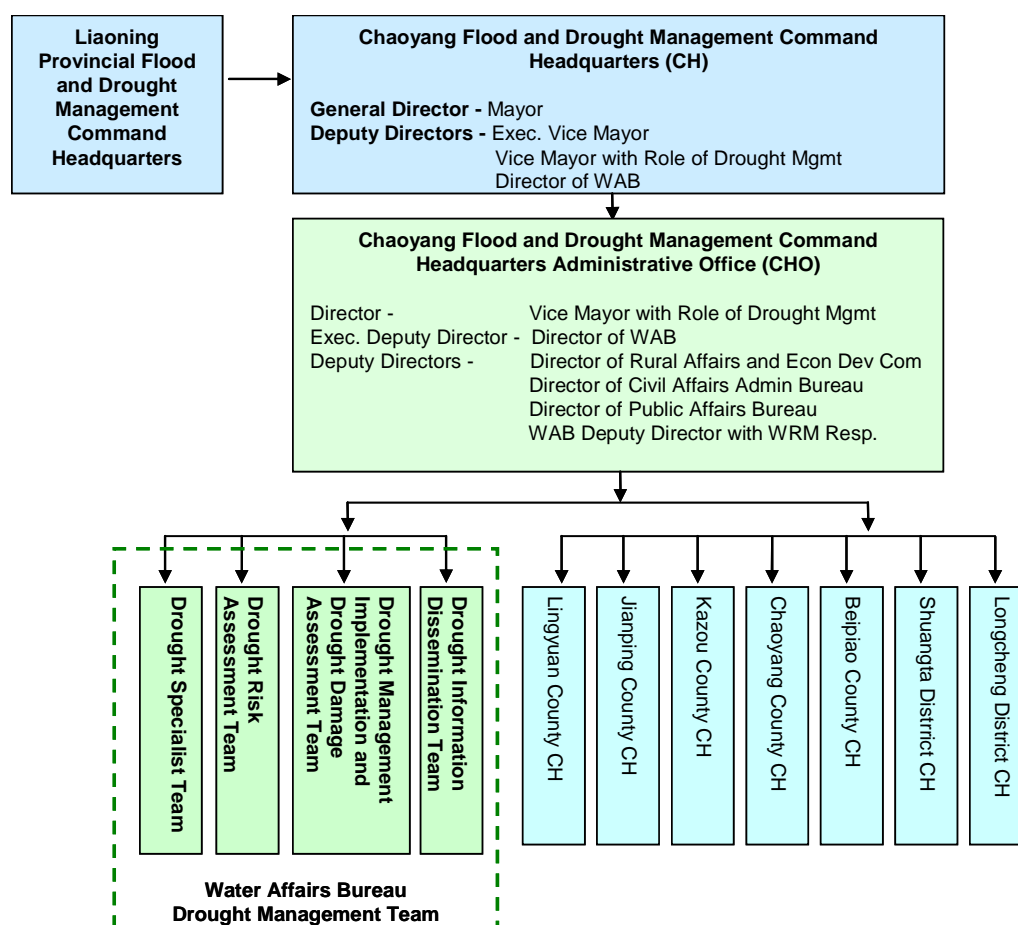 Liaoning
Provincial Flood
and Drought
Management
Command
Headquarters
Chaoyang Flood and Drought Management Command
Headquarters (CH)
General Director - Mayor
Deputy Directors - Exec. Vice Mayor
Vice Mayor with Role of Drought Mgmt
Director of WAB
Chaoyang Flood and Drought Management Command
Headquarters Administrative Office (CHO)
Director - Vice Mayor with Role of Drought Mgmt
Exec. Deputy Director - Director of WAB
Deputy Directors - Director of Rural Affairs and Econ Dev Com
Director of Civil Affairs Admin Bureau
Director of Public Affairs Bureau
WAB Deputy Director with WRM Resp.
Drought Specialist Team
Drought Risk
Assessment Team
Drought Management
Implementation and
Drought Damage
Assessment Team
Drought Information
Dissemination Team
Lingyuan County CH
Jianping County CH
Kazou County CH
Chaoyang County CH
Beipiao County CH
Shuangta District CH
Longcheng District CH
Water Affairs Bureau
Drought Management Team